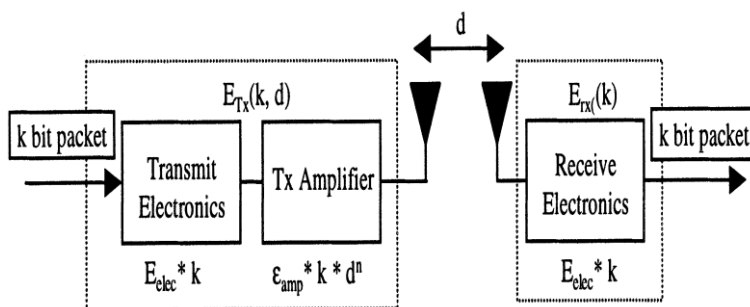 d
E_Tx(k, d)
E_rx((k)
k bit packet
Transmit
Electronics
Tx Amplifier
Receive
Electronics
k bit packet
E_elec * k
ε_amp * k * d^n
E_elec * k